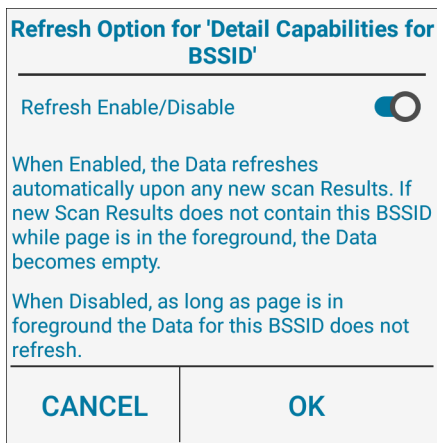 Refresh Option for 'Detail Capabilities for
BSSID'
Refresh Enable/Disable
When Enabled, the Data refreshes
automatically upon any new scan Results. If
new Scan Results does not contain this BSSID
while page is in the foreground, the Data
becomes empty.
When Disabled, as long as page is in
foreground the Data for this BSSID does not
refresh.
CANCEL
OK